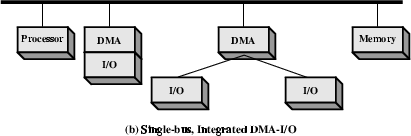 Processor
DMA
DMA
Memory
I/O
I/O
I/O
(b) Single-bus, Integrated DMA-I/O